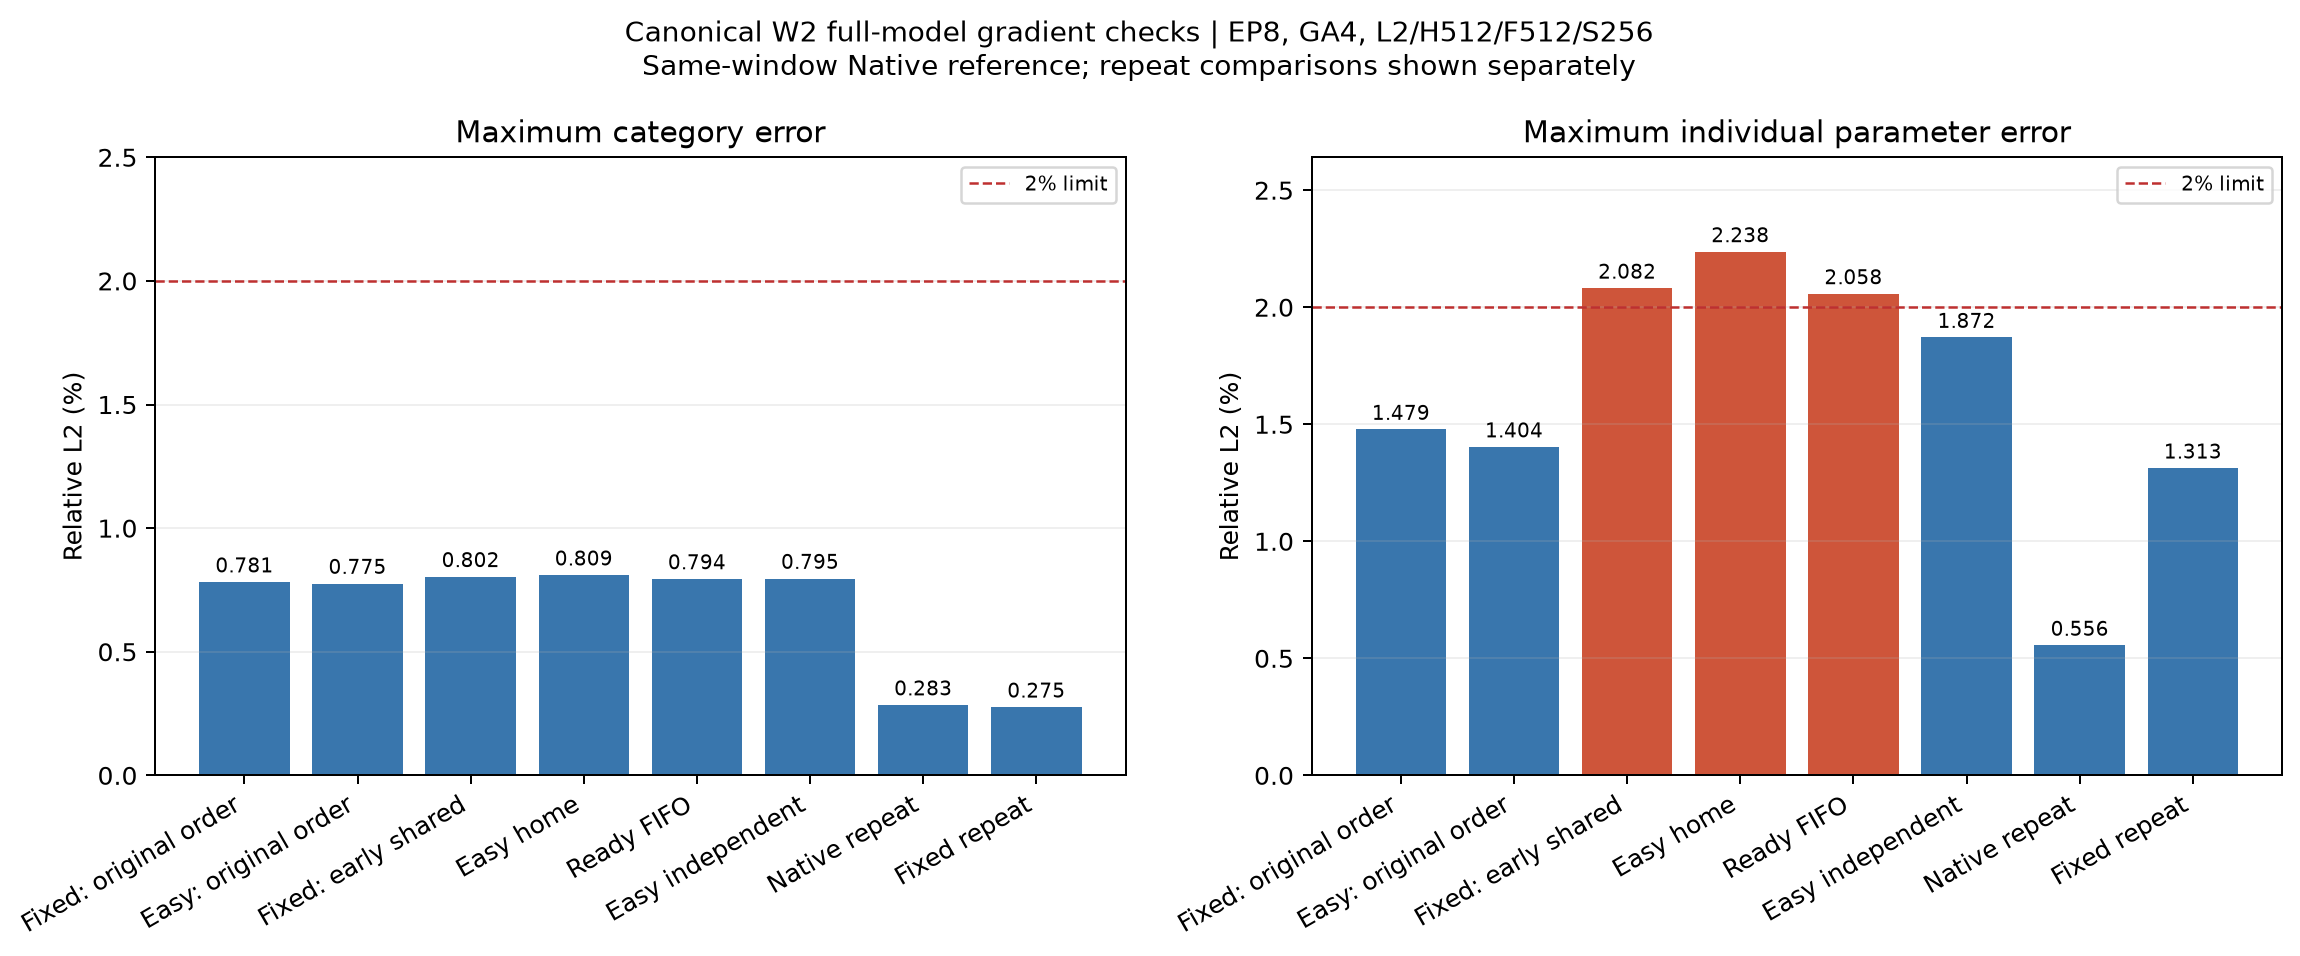 Canonical W2 full-model gradient checks | EP8, GA4, L2/H512/F512/S256
Same-window Native reference; repeat comparisons shown separately
Maximum category error
2% limit
Relative L2 (%)
2.5
2.0
1.5
1.0
0.5
0.0
0.781
0.775
0.802
0.809
0.794
0.795
0.283
0.275
Fixed: original order
Easy: original order
Fixed: early shared
Easy home
Ready FIFO
Easy independent
Native repeat
Fixed repeat
Maximum individual parameter error
2% limit
Relative L2 (%)
2.5
2.0
1.5
1.0
0.5
0.0
1.479
1.404
2.082
2.238
2.058
1.872
0.556
1.313
Fixed: original order
Easy: original order
Fixed: early shared
Easy home
Ready FIFO
Easy independent
Native repeat
Fixed repeat